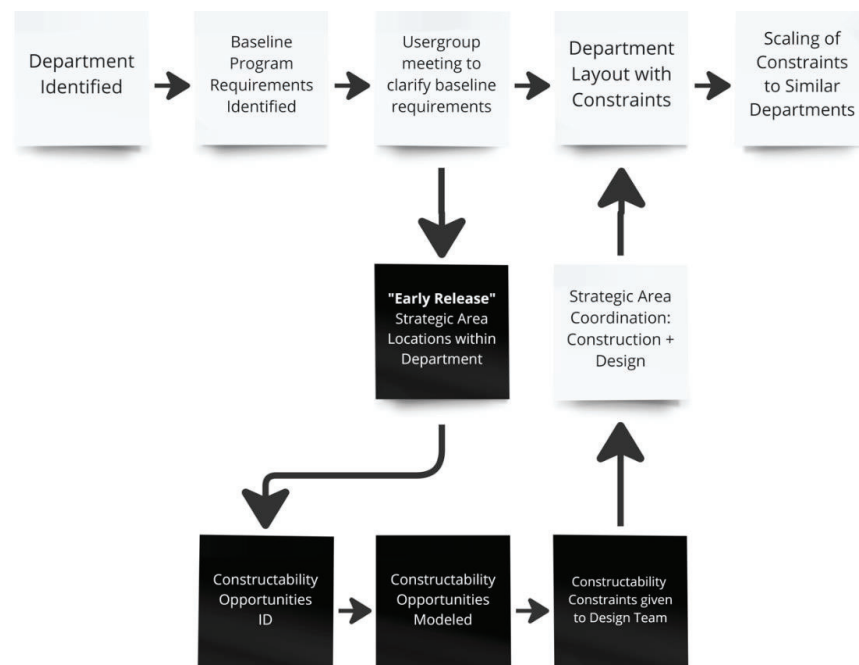 Department
Identified
Baseline
Program
Requirements
Identified
Usergroup
meeting to
clarify baseline
requirements
Department
Layout with
Constraints
Scaling of
Constraints
to Similar
Departments
"Early Release"
Strategic Area
Locations within
Department
Strategic Area
Coordination:
Construction +
Design
Constructability
Opportunities
ID
Constructability
Opportunities
Modeled
Constructability
Constraints given
to Design Team